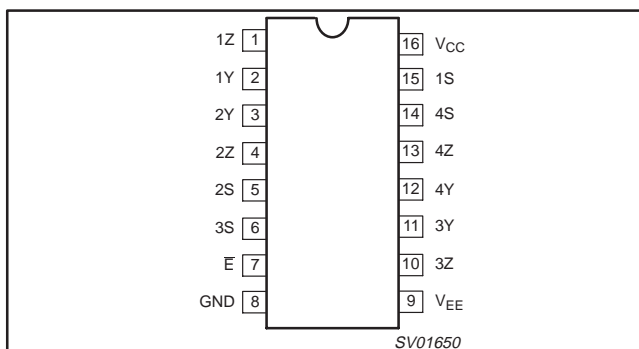 1Z 1 16 VCC
1Y 2 15 1S
2Y 3 14 4S
2Z 4 13 4Z
2S 5 12 4Y
3S 6 11 3Y
E̅ 7 10 3Z
GND 8 9 VEE
SV01650